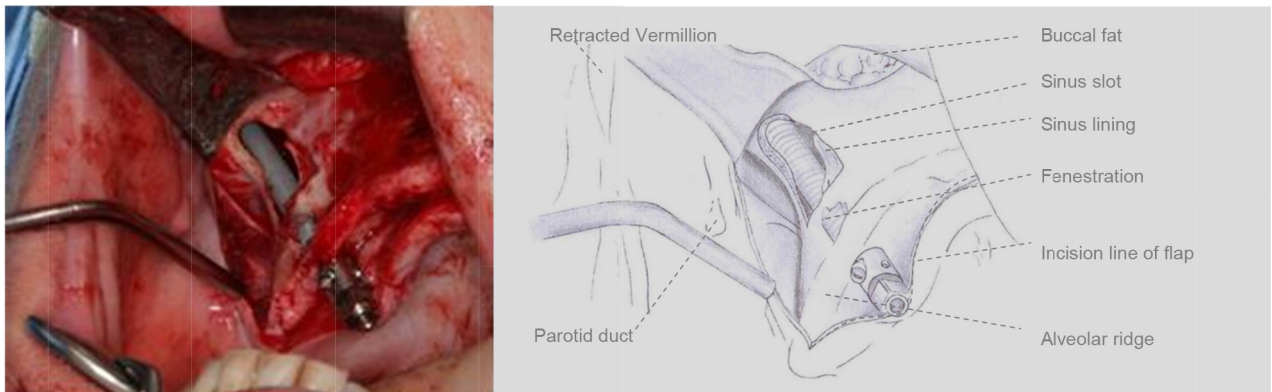 Retracted Vermillion
Buccal fat
Sinus slot
Sinus lining
Fenestration
Incision line of flap
Parotid duct
Alveolar ridge